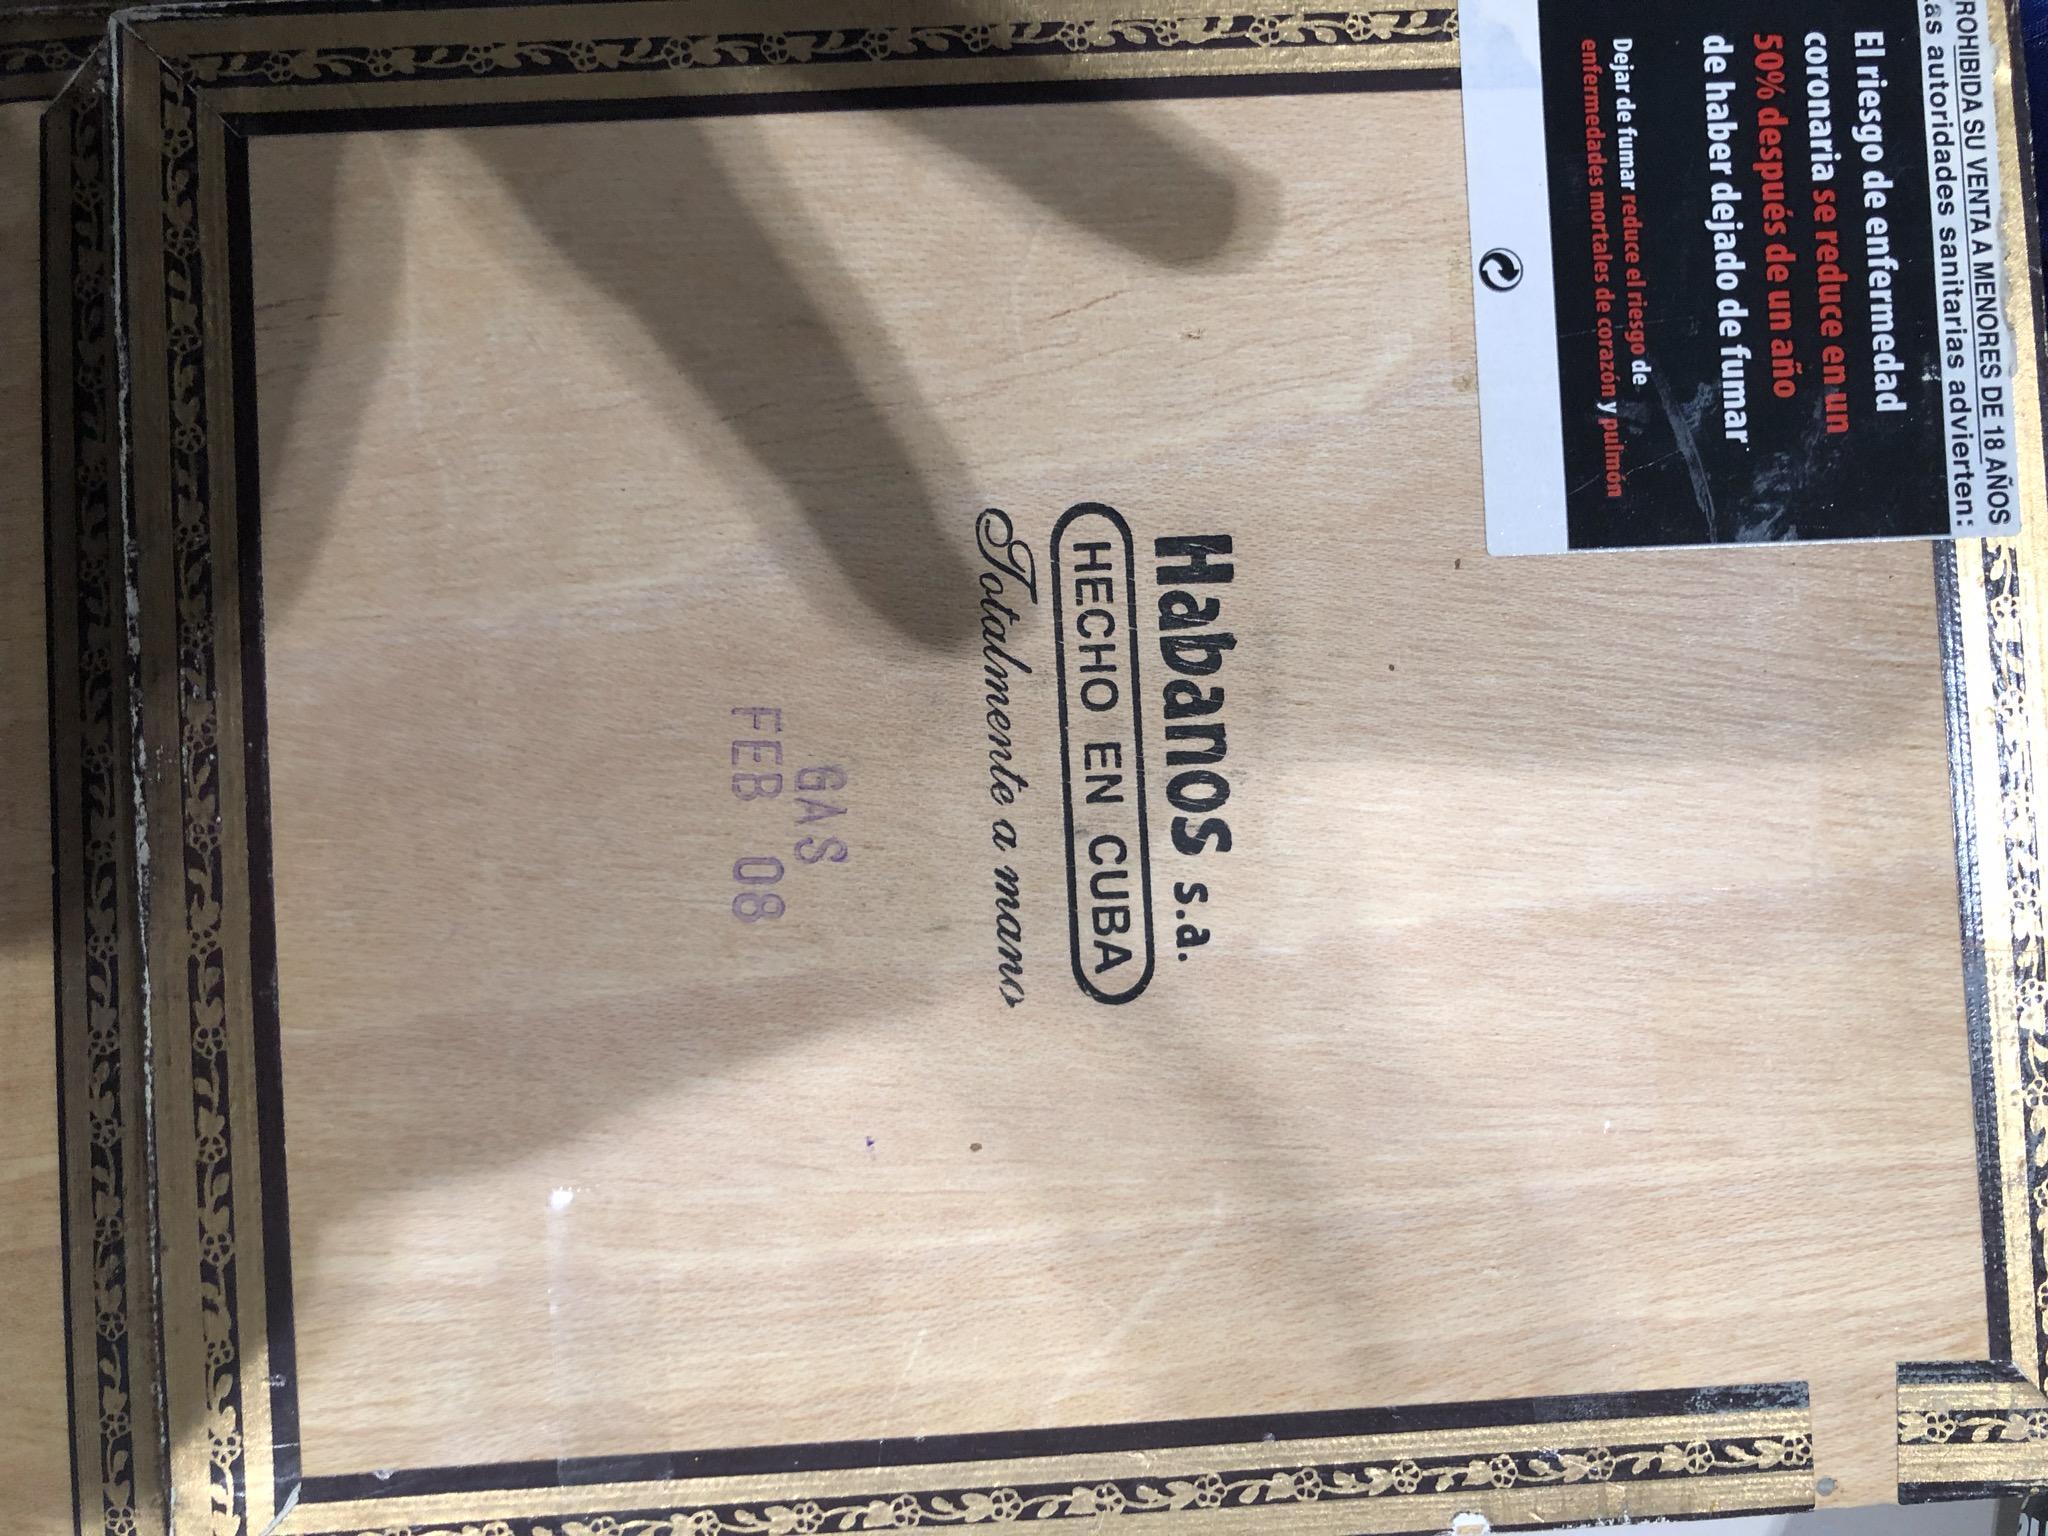 PROHIBIDA SU VENTA A MENORES DE 18 AÑOS
Las autoridades sanitarias advierten:
El riesgo de enfermedad
coronaria se reduce en un
50% después de un año
de haber dejado de fumar
Dejar de fumar reduce el riesgo de
enfermedades mortales de corazón y pulmón
Habanos s.a.
HECHO EN CUBA
Totalmente a mano
GAS
FEB 08